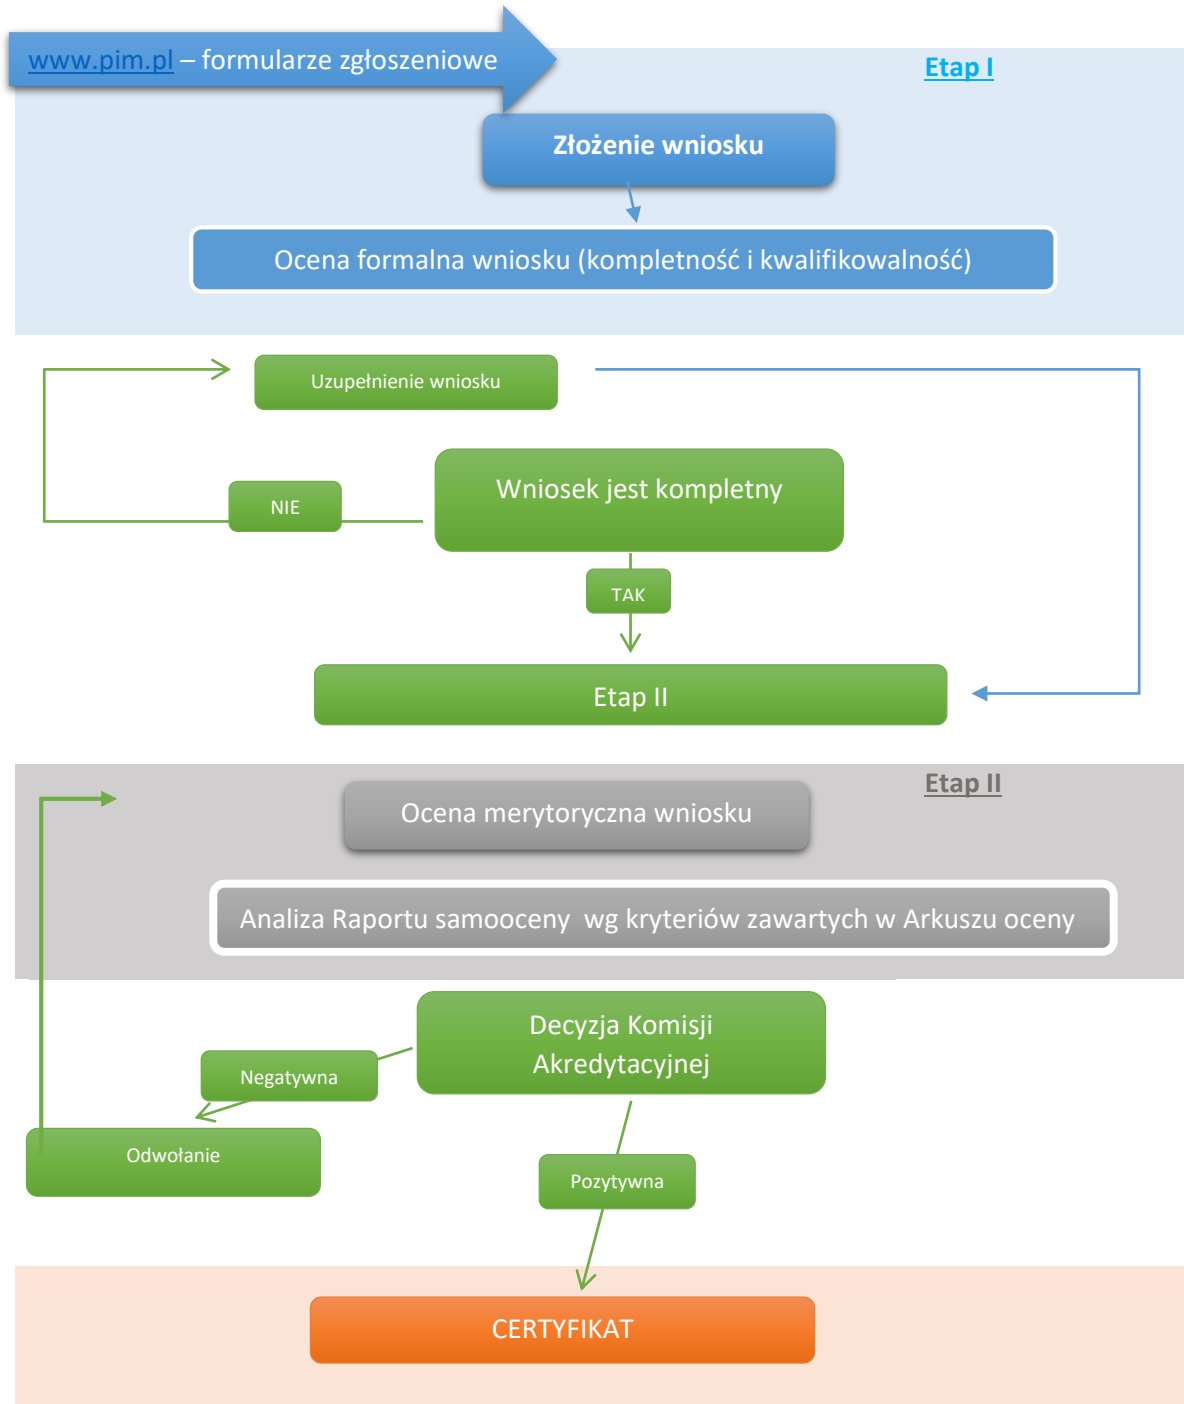 www.pim.pl – formularze zgłoszeniowe
Etap I
Złożenie wniosku
Ocena formalna wniosku (kompletność i kwalifikowalność)
Uzupełnienie wniosku
Wniosek jest kompletny
NIE
TAK
Etap II
Etap II
Ocena merytoryczna wniosku
Analiza Raportu samooceny  wg kryteriów zawartych w Arkuszu oceny
Decyzja Komisji
Akredytacyjnej
Negatywna
Odwołanie
Pozytywna
CERTYFIKAT